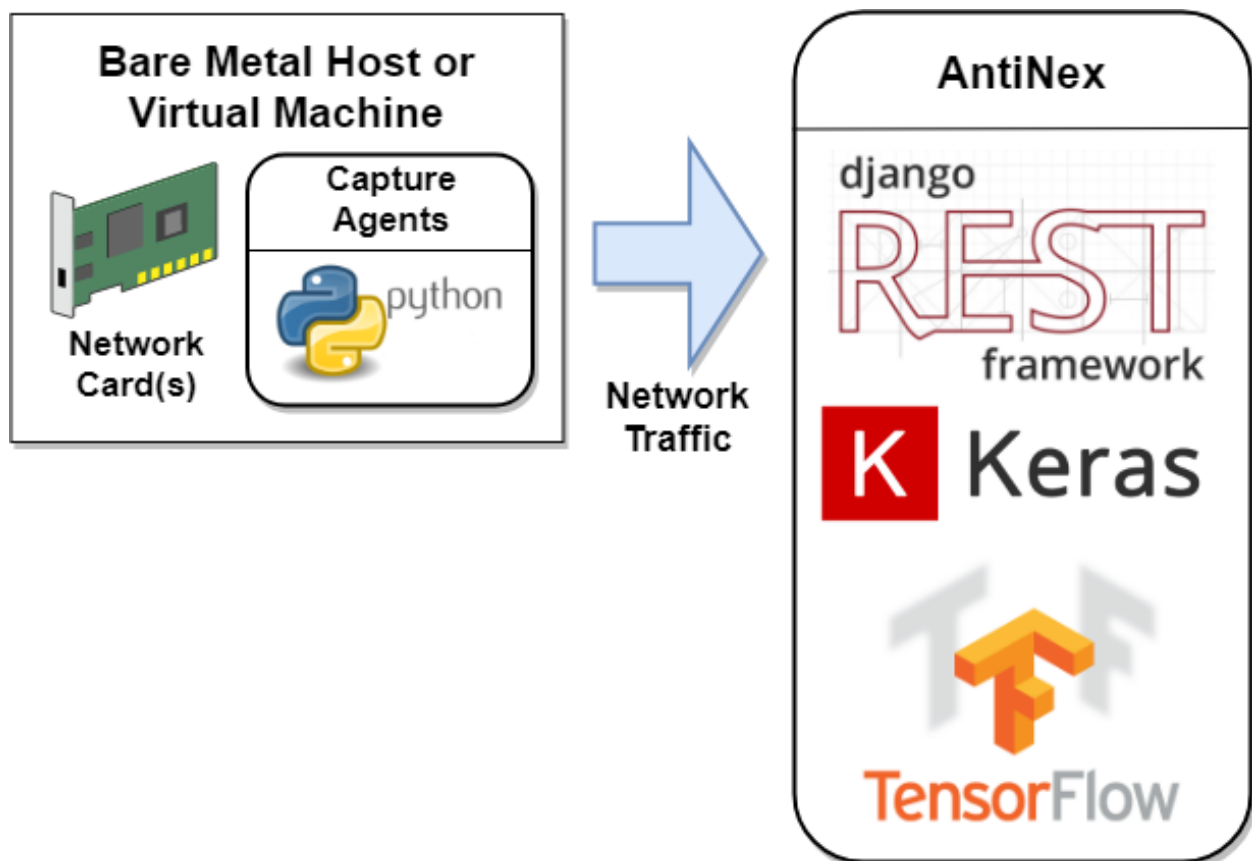 Bare Metal Host or
Virtual Machine
Capture
Agents
python
Network
Card(s)
Network
Traffic
AntiNex
django
REST
framework
K Keras
TF
TensorFlow